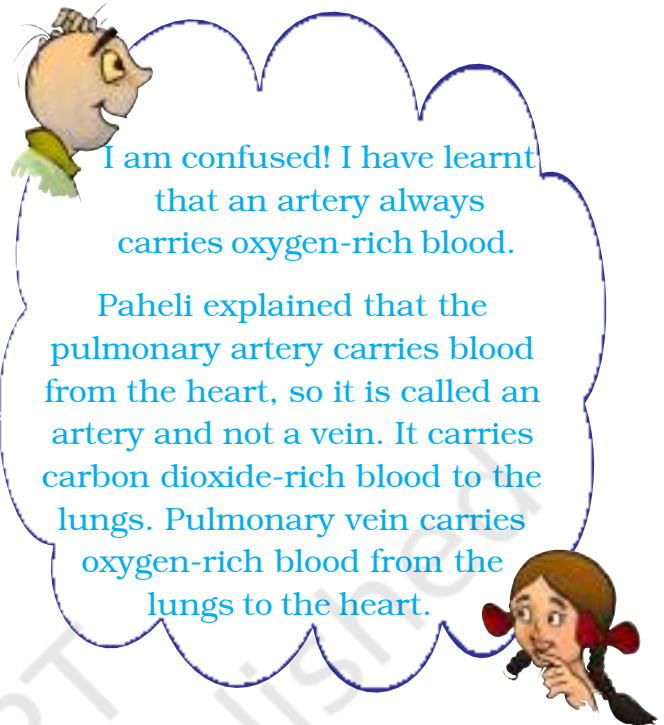 I am confused! I have learnt
that an artery always
carries oxygen-rich blood.
Paheli explained that the
pulmonary artery carries blood
from the heart, so it is called an
artery and not a vein. It carries
carbon dioxide-rich blood to the
lungs. Pulmonary vein carries
oxygen-rich blood from the
lungs to the heart.